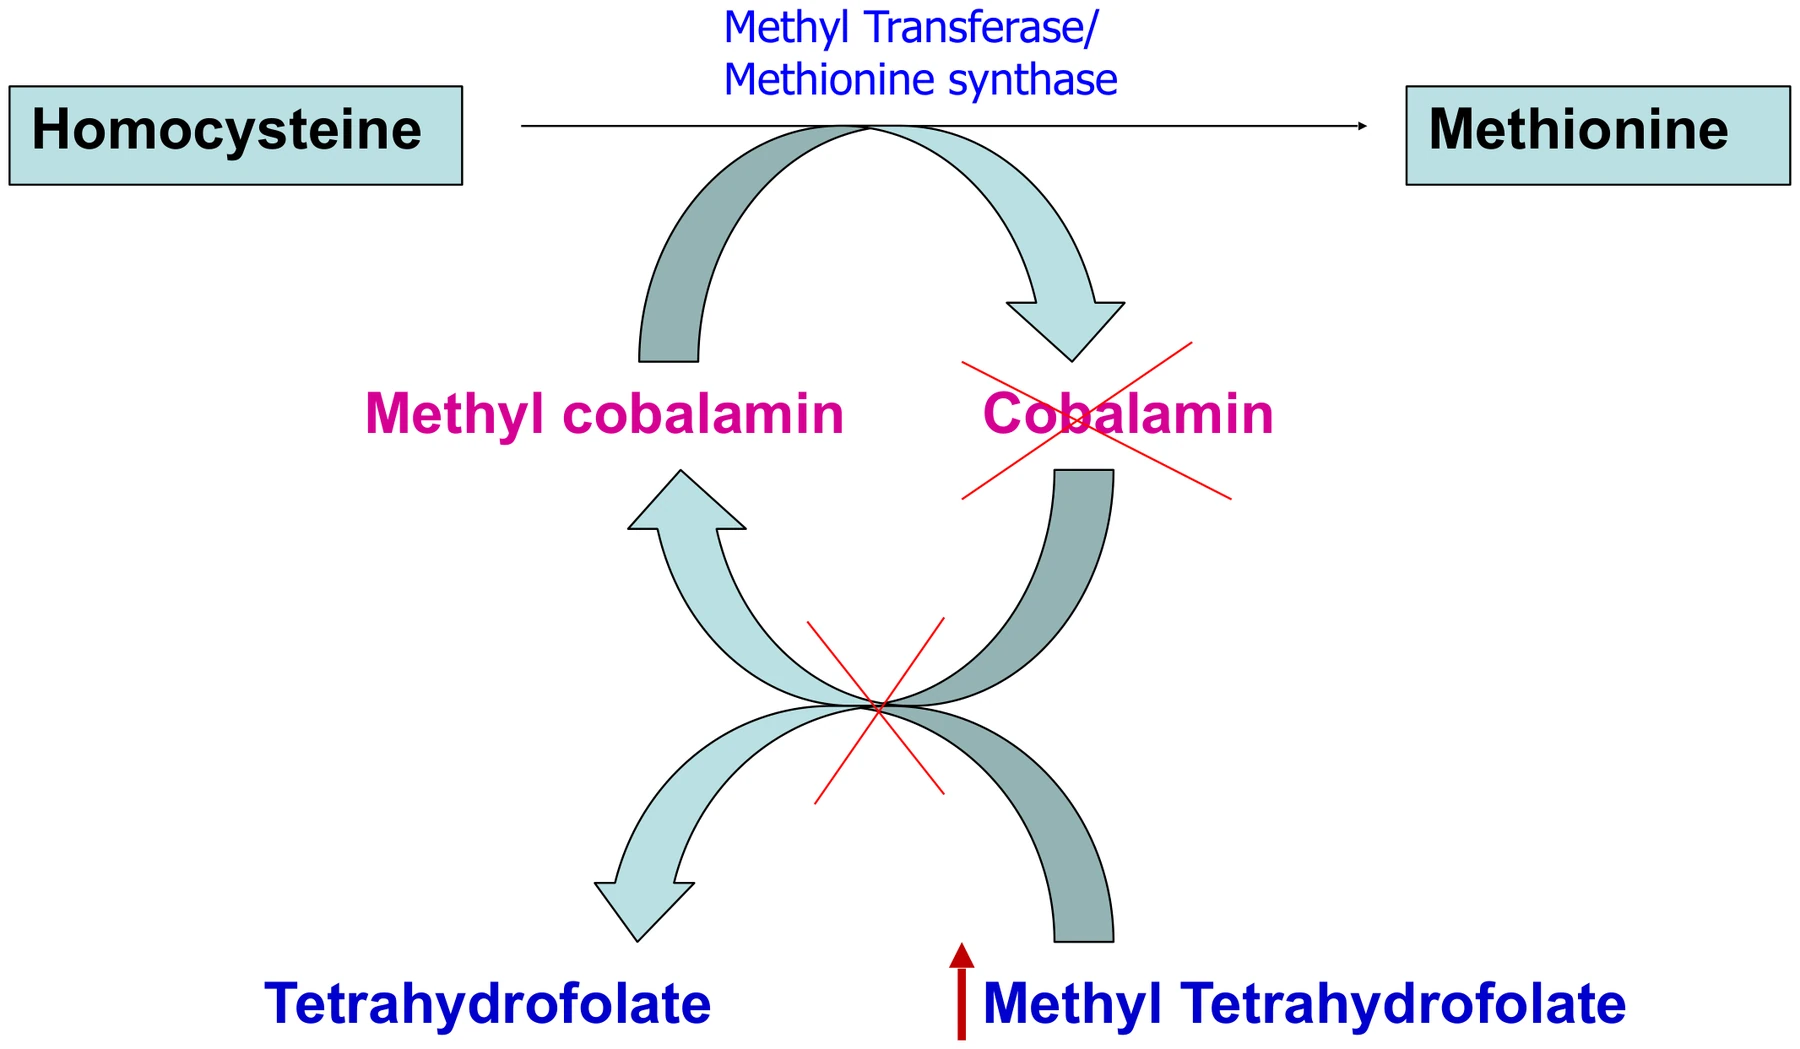 Methyl Transferase/
Methionine synthase
Homocysteine
Methionine
Methyl cobalamin
Cobalamin
Tetrahydrofolate
Methyl Tetrahydrofolate